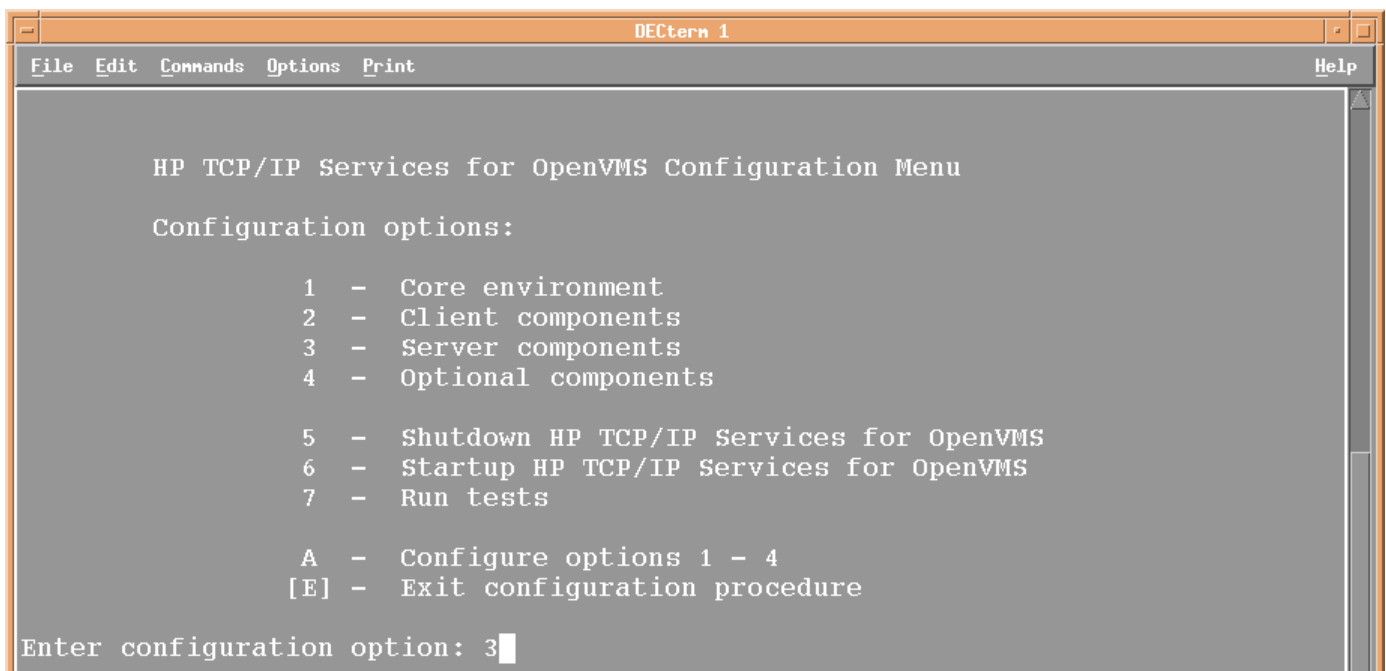 DECterm 1
File Edit Commands Options Print Help
HP TCP/IP Services for OpenVMS Configuration Menu
Configuration options:
1 - Core environment
2 - Client components
3 - Server components
4 - Optional components
5 - Shutdown HP TCP/IP Services for OpenVMS
6 - Startup HP TCP/IP Services for OpenVMS
7 - Run tests
A - Configure options 1 - 4
[E] - Exit configuration procedure
Enter configuration option: 3